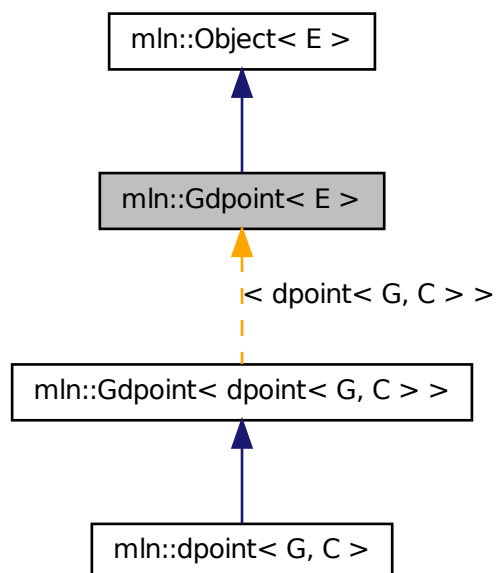 mln::Object< E >
mln::Gdpoint< E >
< dpoint< G, C > >
mln::Gdpoint< dpoint< G, C > >
mln::dpoint< G, C >